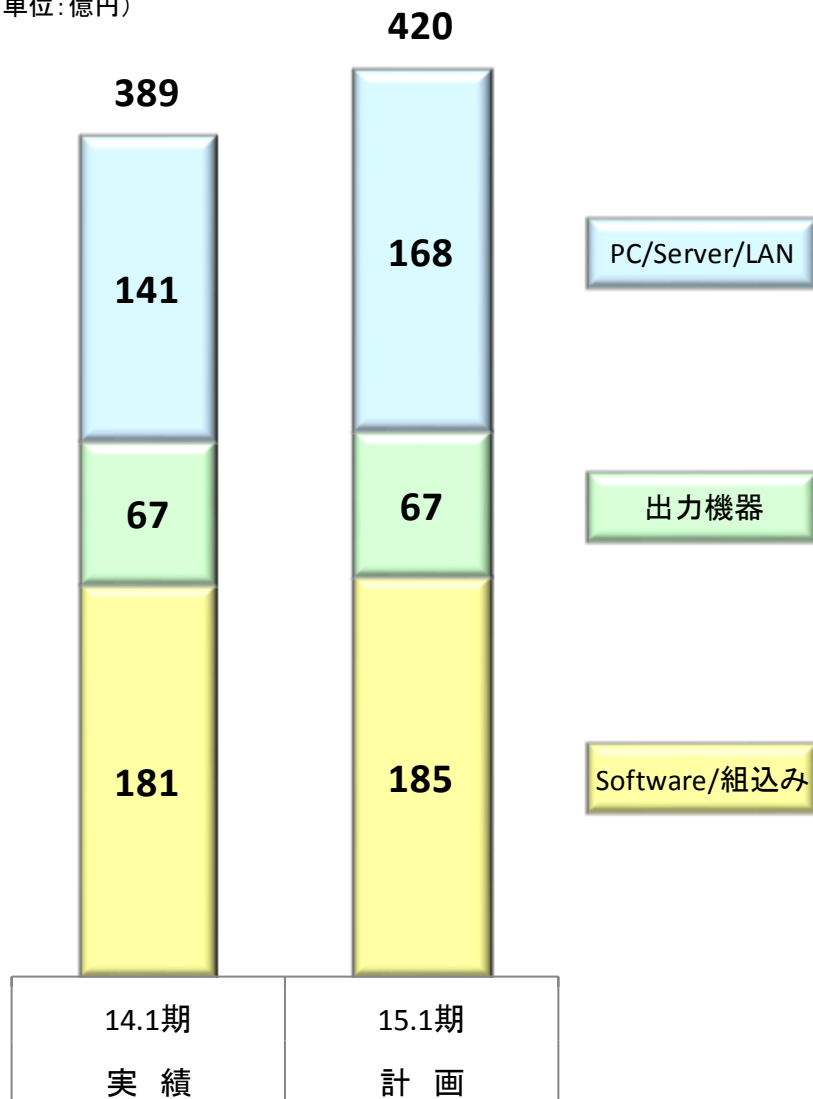 単位：億円）
420
389
168
141
PC/Server/LAN
67
67
出力機器
181
185
Software/組込み
14.1期
15.1期
実 績
計 画